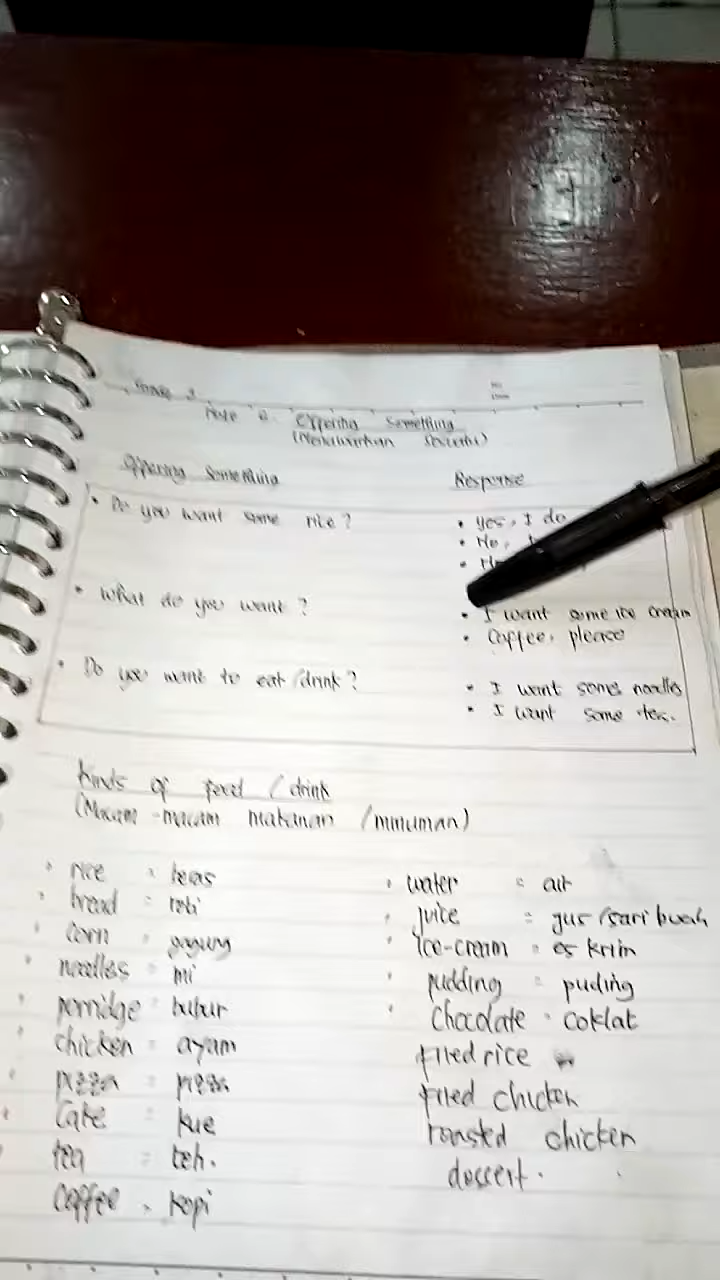 Offering Something
(Menawarkan Sesuatu)
Offering Something
Response
• Do you want some rice ?
• Yes, I do
• No,
• What do you want ?
• I want some ice cream
• Coffee, please
• Do you want to eat /drink ?
• I want some noodles
• I want some tea.
Kinds of food / drink
(Macam -macam makanan /minuman)
• rice : beras
• bread : roti
• corn : jagung
• noodles = mi
• porridge = bubur
• chicken = ayam
• pizza = pizza
• cake = kue
• tea = teh.
coffee = kopi
• water = air
• juice = jus /sari buah
• ice-cream = es krim
• pudding = puding
• chocolate = coklat
fried rice
fried chicken
roasted chicken
dessert.